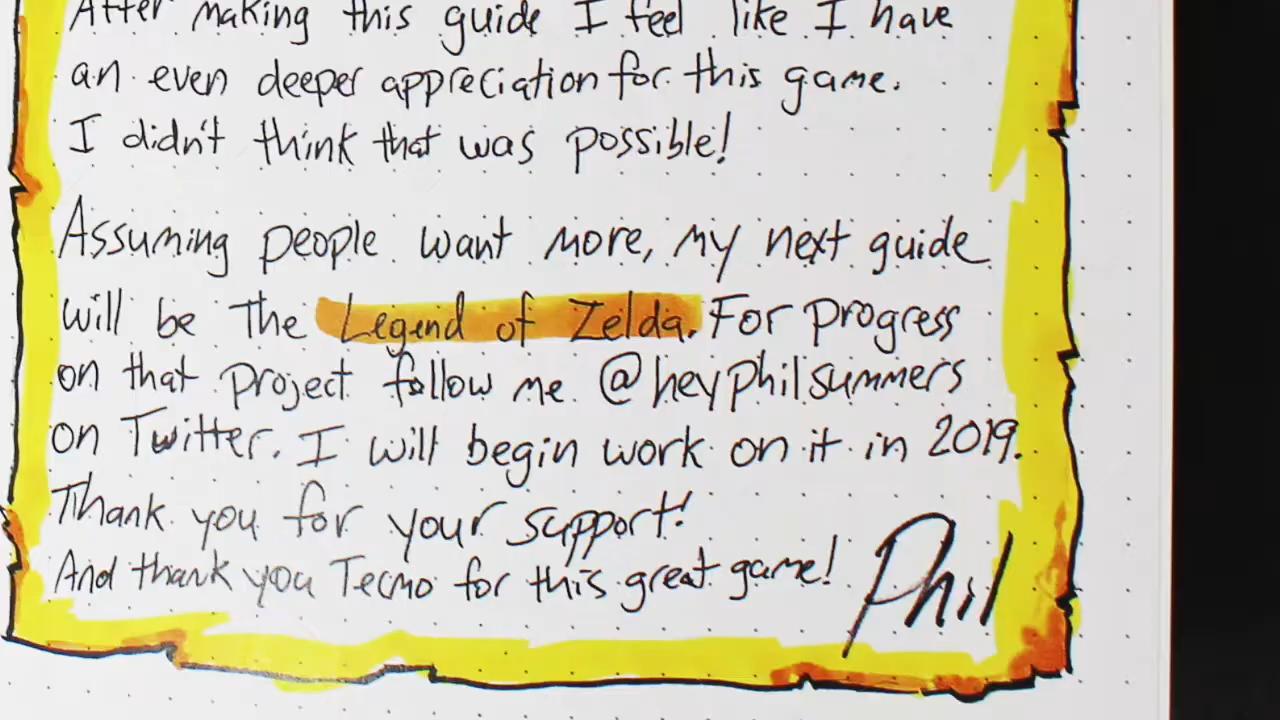 After making this guide I feel like I have
an even deeper appreciation for this game.
I didn't think that was possible!
Assuming people want more, my next guide
will be the Legend of Zelda. For progress
on that project follow me @heyphilsummers
on Twitter. I will begin work on it in 2019.
Thank you for your support!
And thank you Tecmo for this great game!
Phil